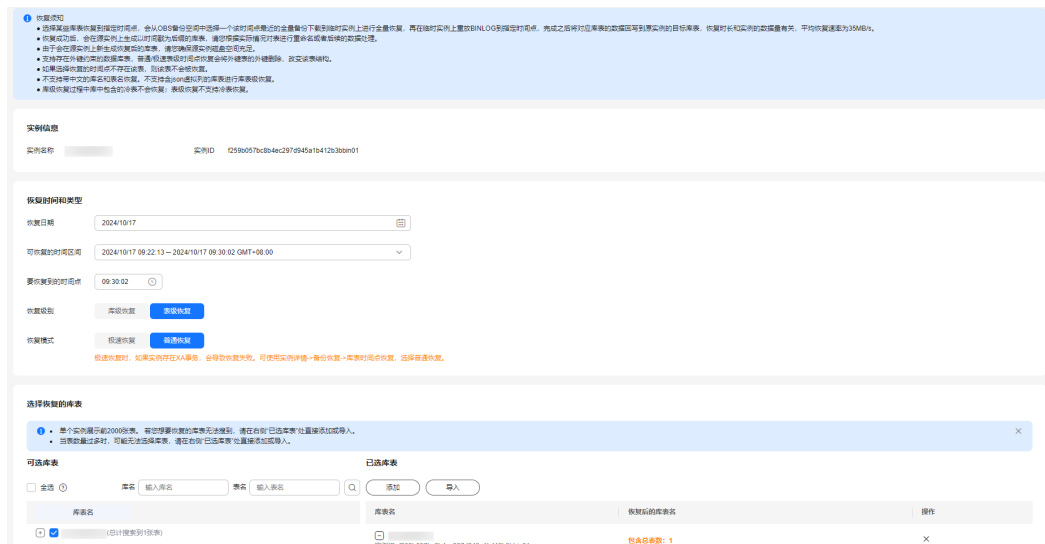 恢复须知
• 选择某些库表恢复到指定时间点，会从OBS备份空间中选择一个该时间点最近的全量备份下载到临时实例上进行全量恢复，再在临时实例上重放BINLOG到指定时间点，完成之后将对应库表的数据回写到原实例的目标库表，恢复时长和实例的数据量有关，平均恢复速率为35MB/s。
• 恢复成功后，会在源实例上生成以时间戳为后缀的库表，请您根据实际情况对表进行重命名或者后续的数据处理。
• 由于会在源实例上新生成恢复后的库表，请您确保源实例磁盘空间充足。
• 支持存在外键约束的数据库表，普通/极速表级时间点恢复会将外键表的外键删除，改变该表结构。
• 如果选择恢复的时间点不存在该表，则该表不会被恢复。
• 不支持带中文的库名和表名恢复。不支持含json虚拟列的库表进行库表级恢复。
• 库级恢复过程中库中包含的冷表不会恢复；表级恢复不支持冷表恢复。
实例信息
实例名称 实例ID f259b057bc8b4ec297d945a1b412b3bbin01
恢复时间和类型
恢复日期 2024/10/17
可恢复的时间区间 2024/10/17 09:22:13 — 2024/10/17 09:30:02 GMT+08:00
要恢复到的时间点 09:30:02
恢复级别 库级恢复 表级恢复
恢复模式 极速恢复 普通恢复
极速恢复时，如果实例存在XA事务，会导致恢复失败。可使用实例详情->备份恢复->库表时间点恢复，选择普通恢复。
选择恢复的库表
• 单个实例展示前2000张表。 若您想要恢复的库表无法搜到，请在右侧“已选库表”处直接添加或导入。
• 当表数量过多时，可能无法选择库表，请在右侧“已选库表”处直接添加或导入。
可选库表 已选库表
全选 库名 输入库名 表名 输入表名 添加 导入
库表名 库表名 恢复后的库表名 操作
(总计搜索到1张表) 包含总表数：1